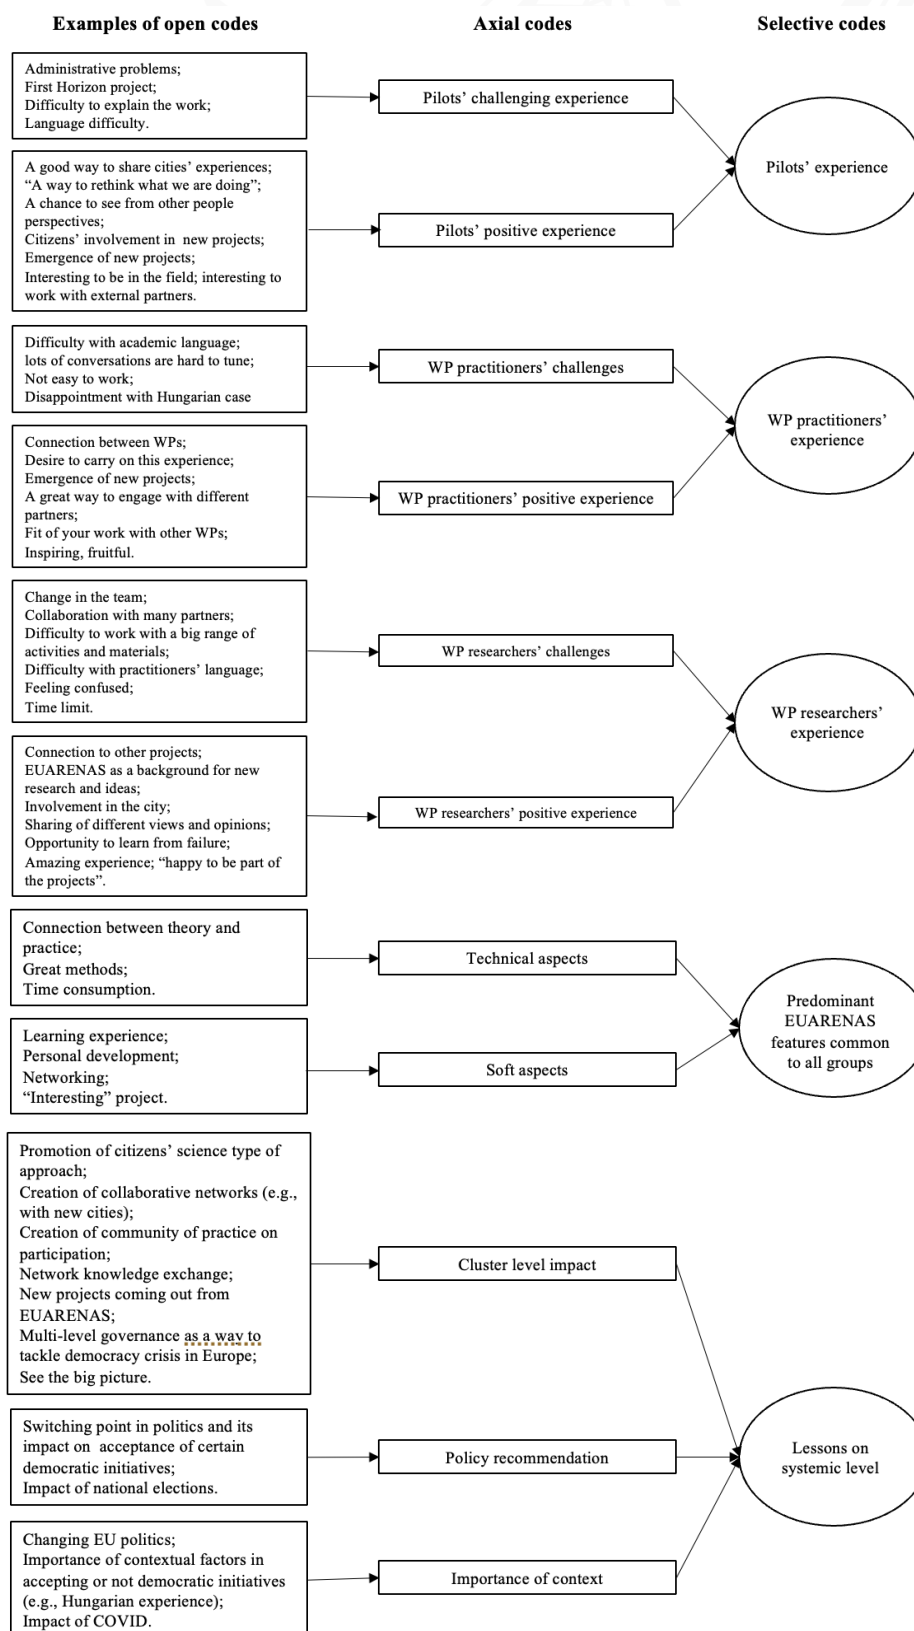 Examples of open codes
Axial codes
Selective codes
Administrative problems;
First Horizon project;
Difficulty to explain the work;
Language difficulty.
Pilots’ challenging experience
A good way to share cities’ experiences;
“A way to rethink what we are doing”;
A chance to see from other people
perspectives;
Citizens’ involvement in new projects;
Emergence of new projects;
Interesting to be in the field; interesting to
work with external partners.
Pilots’ positive experience
Pilots’ experience
Difficulty with academic language;
lots of conversations are hard to tune;
Not easy to work;
Disappointment with Hungarian case
WP practitioners’ challenges
Connection between WPs;
Desire to carry on this experience;
Emergence of new projects;
A great way to engage with different
partners;
Fit of your work with other WPs;
Inspiring, fruitful.
WP practitioners’ positive experience
WP practitioners’
experience
Change in the team;
Collaboration with many partners;
Difficulty to work with a big range of
activities and materials;
Difficulty with practitioners’ language;
Feeling confused;
Time limit.
WP researchers’ challenges
Connection to other projects;
EUARENAS as a background for new
research and ideas;
Involvement in the city;
Sharing of different views and opinions;
Opportunity to learn from failure;
Amazing experience; “happy to be part of
the projects”.
WP researchers’ positive experience
WP researchers’
experience
Connection between theory and
practice;
Great methods;
Time consumption.
Technical aspects
Learning experience;
Personal development;
Networking;
“Interesting” project.
Soft aspects
Predominant
EUARENAS
features common
to all groups
Promotion of citizens’ science type of
approach;
Creation of collaborative networks (e.g.,
with new cities);
Creation of community of practice on
participation;
Network knowledge exchange;
New projects coming out from
EUARENAS;
Multi-level governance as a way to
tackle democracy crisis in Europe;
See the big picture.
Cluster level impact
Switching point in politics and its
impact on acceptance of certain
democratic initiatives;
Impact of national elections.
Policy recommendation
Changing EU politics;
Importance of contextual factors in
accepting or not democratic initiatives
(e.g., Hungarian experience);
Impact of COVID.
Importance of context
Lessons on
systemic level